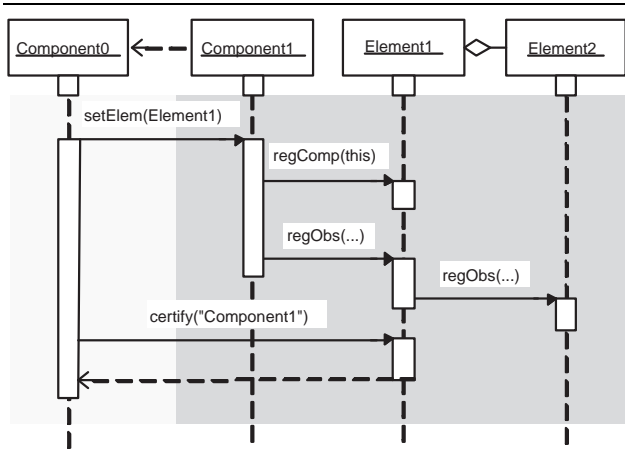 Component0
Component1
Element1
Element2
setElem(Element1)
regComp(this)
regObs(...)
regObs(...)
certify("Component1")